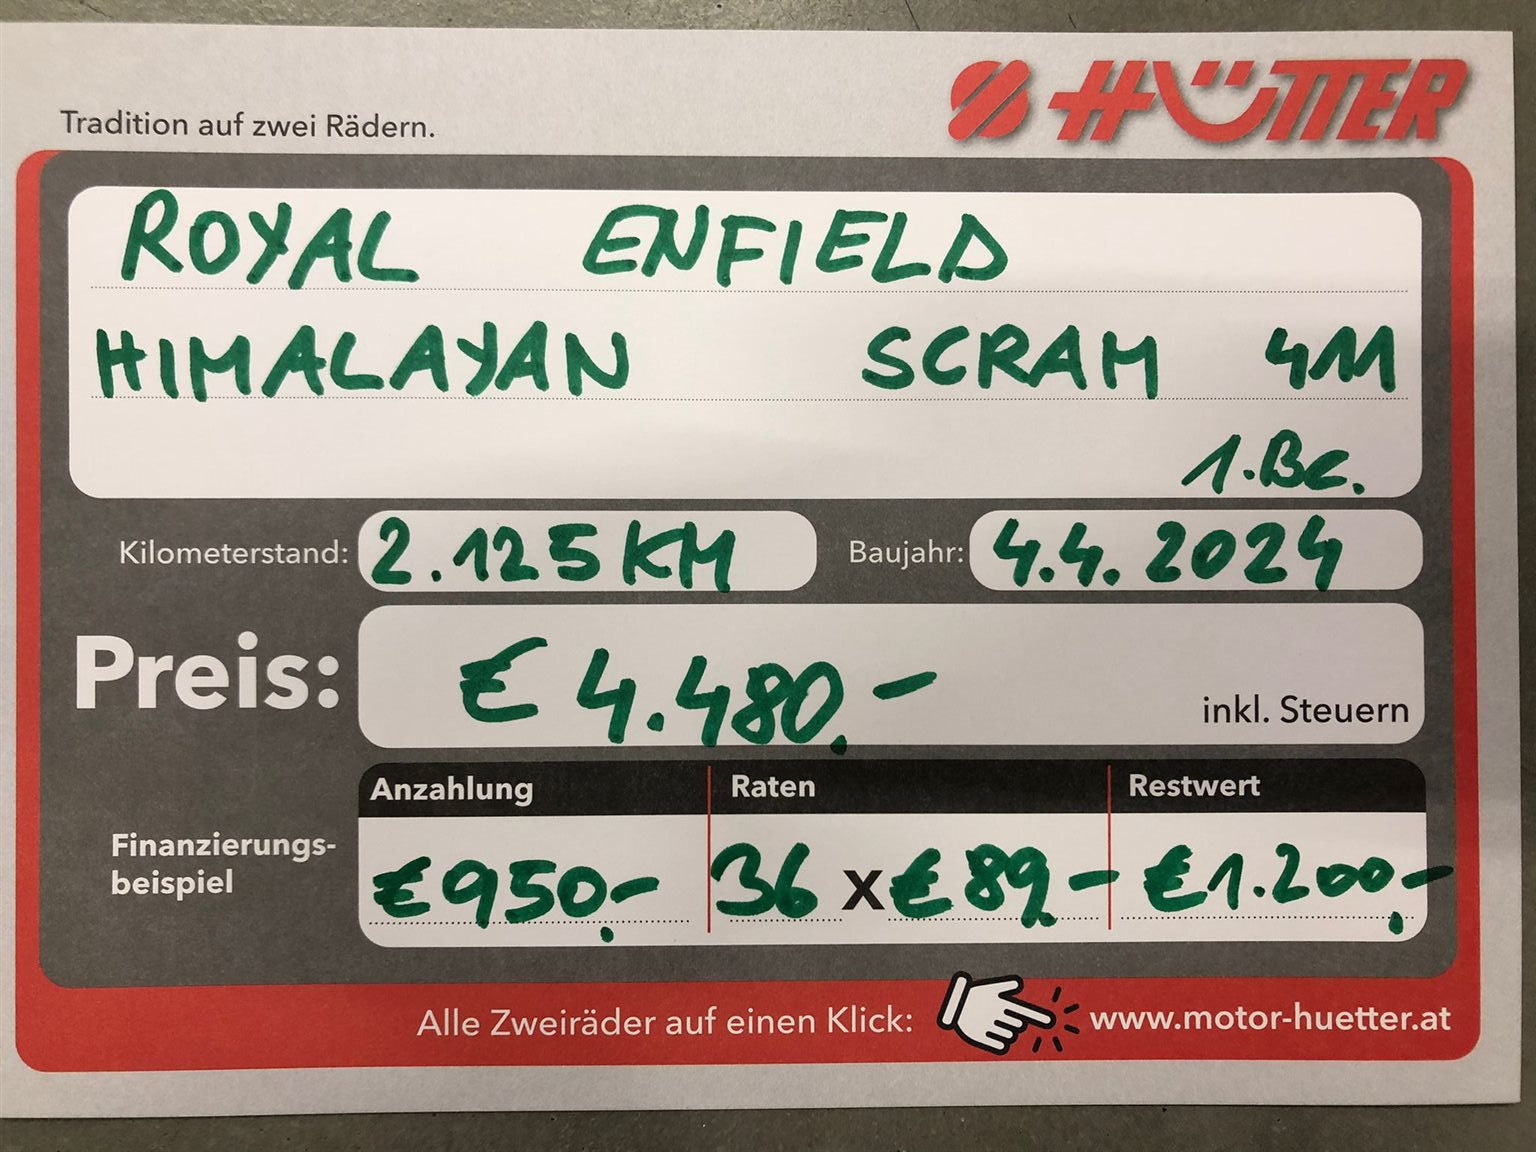 HÜTTER
Tradition auf zwei Rädern.
ROYAL ENFIELD
HIMALAYAN SCRAM 411
1.Be.
Kilometerstand: 2.125 KM Baujahr: 4.4.2024
Preis: € 4.480,- inkl. Steuern
Anzahlung Raten Restwert
Finanzierungs-
beispiel
€950,- 36 x €89,- €1.200,-
Alle Zweiräder auf einen Klick: www.motor-huetter.at